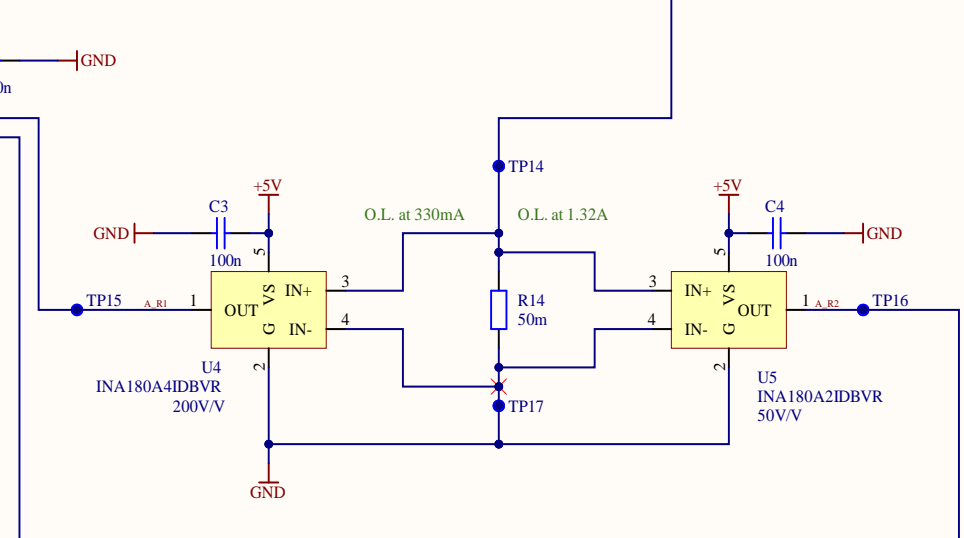 GND
0n
TP14
+5V
+5V
C3
O.L. at 330mA
O.L. at 1.32A
C4
GND
GND
100n
100n
5
5
TP15
A_R1
1
OUT
VS
IN+
3
G
IN-
4
2
R14
50m
3
IN+
VS
OUT
4
IN-
G
1
A_R2
TP16
2
U4
INA180A4IDBVR
200V/V
U5
INA180A2IDBVR
50V/V
TP17
GND